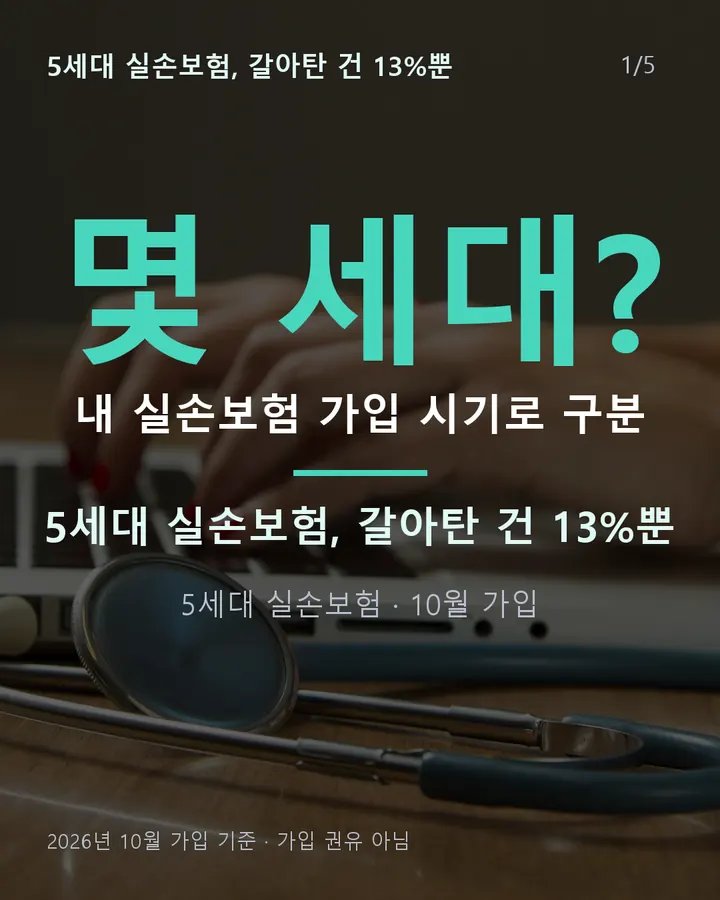 5세대 실손보험, 갈아탄 건 13%뿐
1/5
몇 세대?
내 실손보험 가입 시기로 구분
5세대 실손보험, 갈아탄 건 13%뿐
5세대 실손보험 · 10월 가입
2026년 10월 가입 기준 · 가입 권유 아님